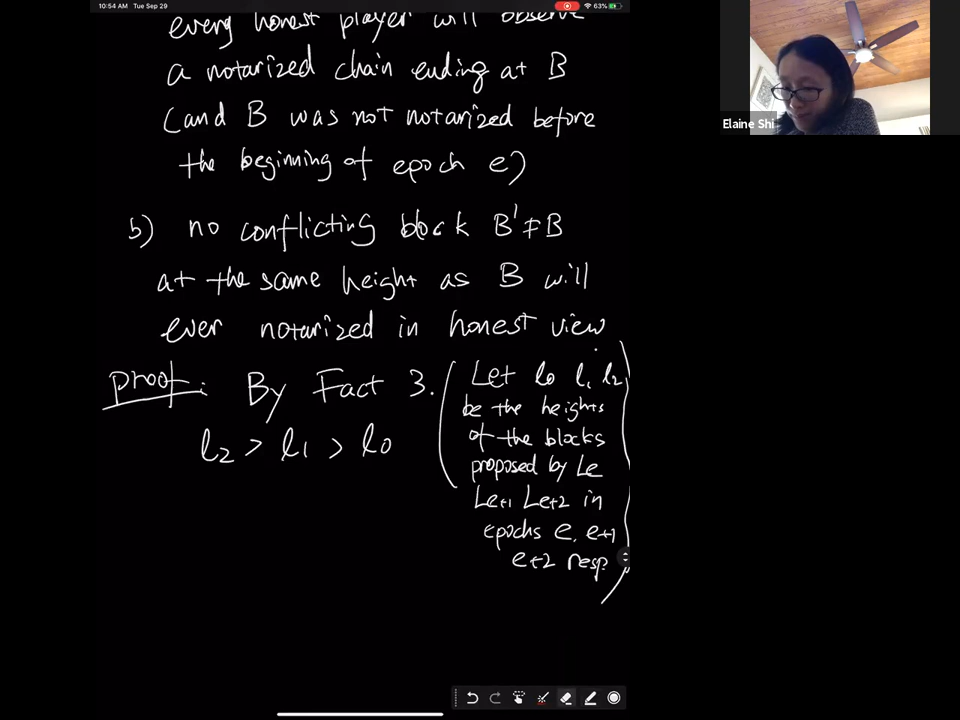 10:54 AM Tue Sep 29
63%
every honest player will observe
a notarized chain ending at B
(and B was not notarized before
the beginning of epoch e)
b) no conflicting block B' ≠ B
at the same height as B will
ever notarized in honest view
Proof: By Fact 3.
l2 > l1 > l0
(Let l0 l1 l2
be the heights
of the blocks
proposed by Le
Le+1 Le+2 in
epochs e, e+1
e+2 resp)
Elaine Shi